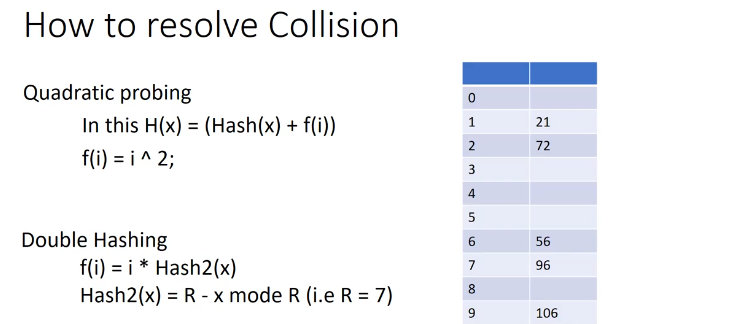 How to resolve Collision
Quadratic probing
In this H(x) = (Hash(x) + f(i))
f(i) = i ^ 2;
Double Hashing
f(i) = i * Hash2(x)
Hash2(x) = R - x mode R (i.e R = 7)
0
1 21
2 72
3
4
5
6 56
7 96
8
9 106